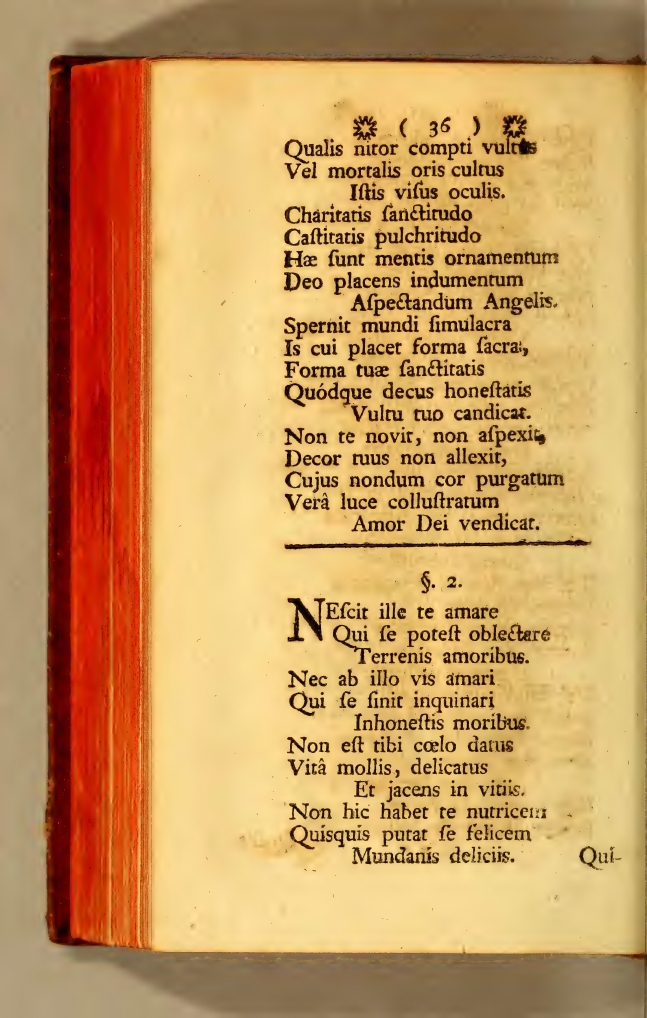 ( 36 )
Qualis nitor compti vultus
Vel mortalis oris cultus
Iſtis viſus oculis.
Charitatis ſanctitudo
Caſtitatis pulchritudo
Hæ ſunt mentis ornamentum
Deo placens indumentum
Aſpectandum Angelis.
Spernit mundi ſimulacra
Is cui placet forma ſacra,
Forma tuæ ſanctitatis
Quódque decus honeſtatis
Vultu tuo candicat.
Non te novit, non aſpexit,
Decor tuus non allexit,
Cujus nondum cor purgatum
Verâ luce colluſtratum
Amor Dei vendicat.
§. 2.
NEſcit ille te amare
Qui ſe poteſt oblectare
Terrenis amoribus.
Nec ab illo vis amari
Qui ſe ſinit inquinari
Inhoneſtis moribus.
Non eſt tibi cœlo datus
Vitâ mollis, delicatus
Et jacens in vitiis.
Non hic habet te nutricem
Quisquis putat ſe felicem
Mundanis deliciis.
Qui-